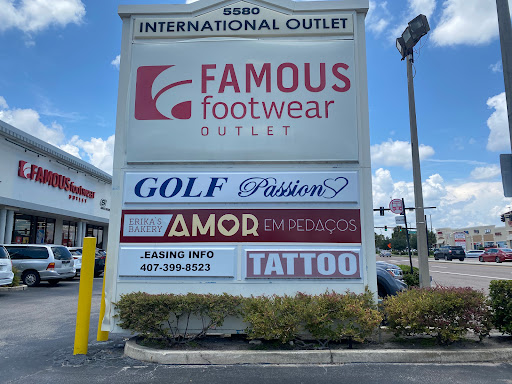 5580
INTERNATIONAL OUTLET
FAMOUS
footwear
OUTLET
GOLF Passion
ERIKA'S
BAKERY
AMOR EM PEDAÇOS
LEASING INFO
407-399-8523
TATTOO
FAMOUS footwear
OUTLET